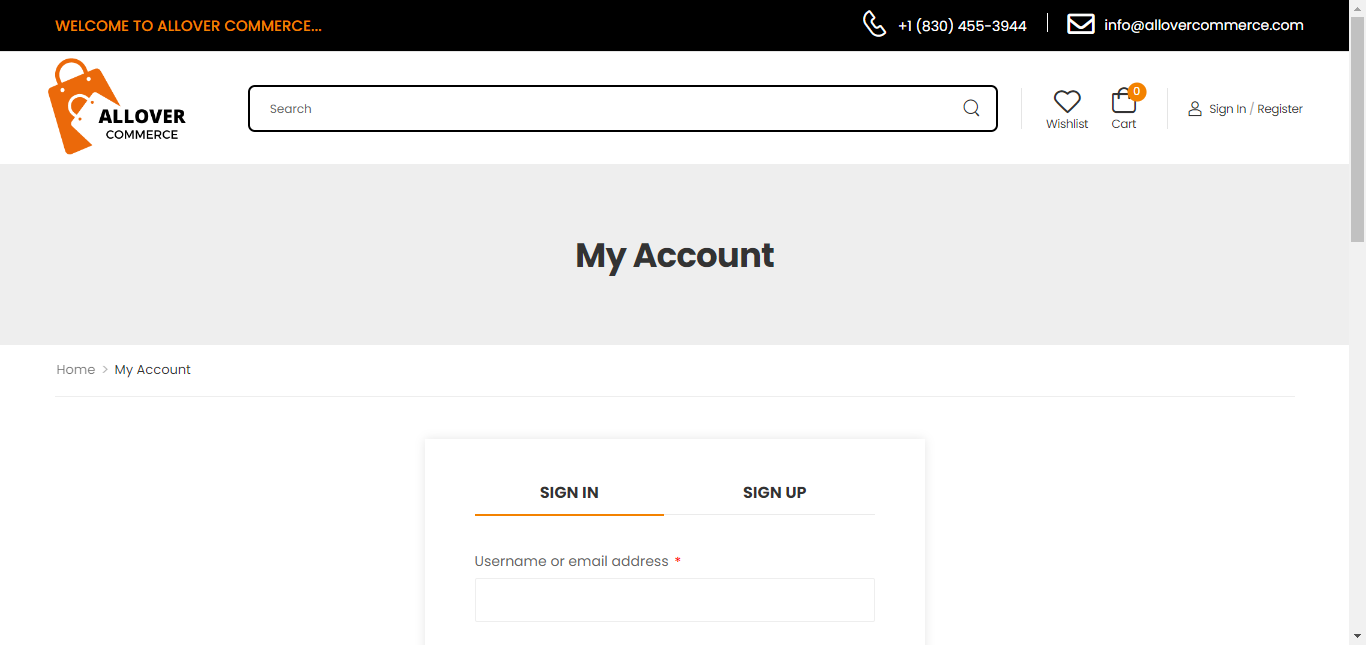 WELCOME TO ALLOVER COMMERCE...
+1 (830) 455-3944
info@allovercommerce.com
ALLOVER
COMMERCE
Search
Wishlist
0
Cart
Sign In / Register
My Account
Home > My Account
SIGN IN
SIGN UP
Username or email address *